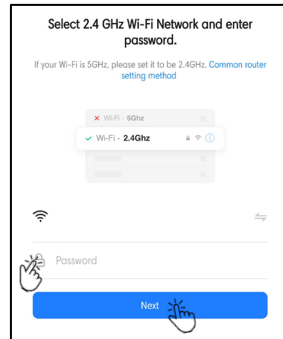 Select 2.4 GHz Wi-Fi Network and enter
password.
If your Wi-Fi is 5GHz, please set it to be 2.4GHz. Common router
setting method
Wi-Fi - 5Ghz
Wi-Fi - 2.4Ghz
Password
Next